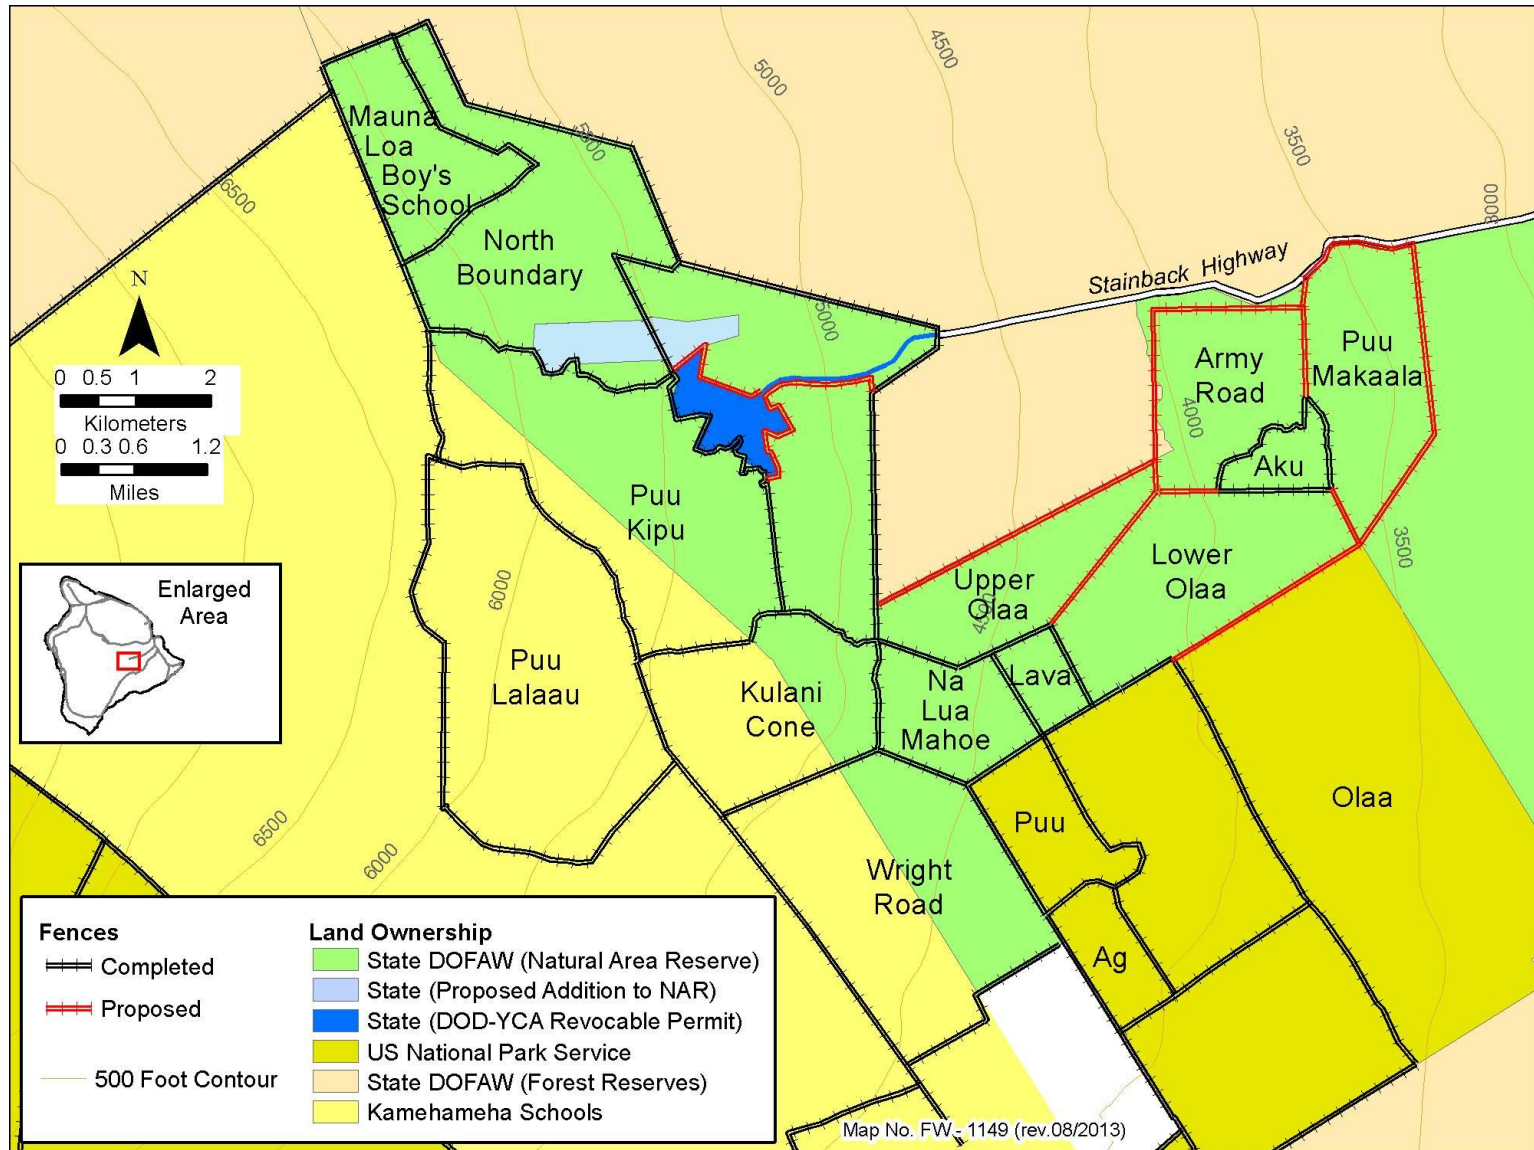 4500
5000
3500
Mauna
Loa
Boy's
School
5500
6500
3000
North
Boundary
Stainback Highway
N
5000
Puu
Makaala
Army
Road
0 0.5 1 2
Kilometers
0 0.3 0.6 1.2
Miles
4000
Aku
Puu
Kipu
3500
Lower
Olaa
Upper
Olaa
4500
6000
Enlarged
Area
Puu
Lalaau
Kulani
Cone
Na
Lua
Mahoe
Lava
Olaa
Puu
6500
6000
Wright
Road
Ag
Fences
Completed
Proposed
500 Foot Contour
Land Ownership
State DOFAW (Natural Area Reserve)
State (Proposed Addition to NAR)
State (DOD-YCA Revocable Permit)
US National Park Service
State DOFAW (Forest Reserves)
Kamehameha Schools
Map No. FW - 1149 (rev.08/2013)